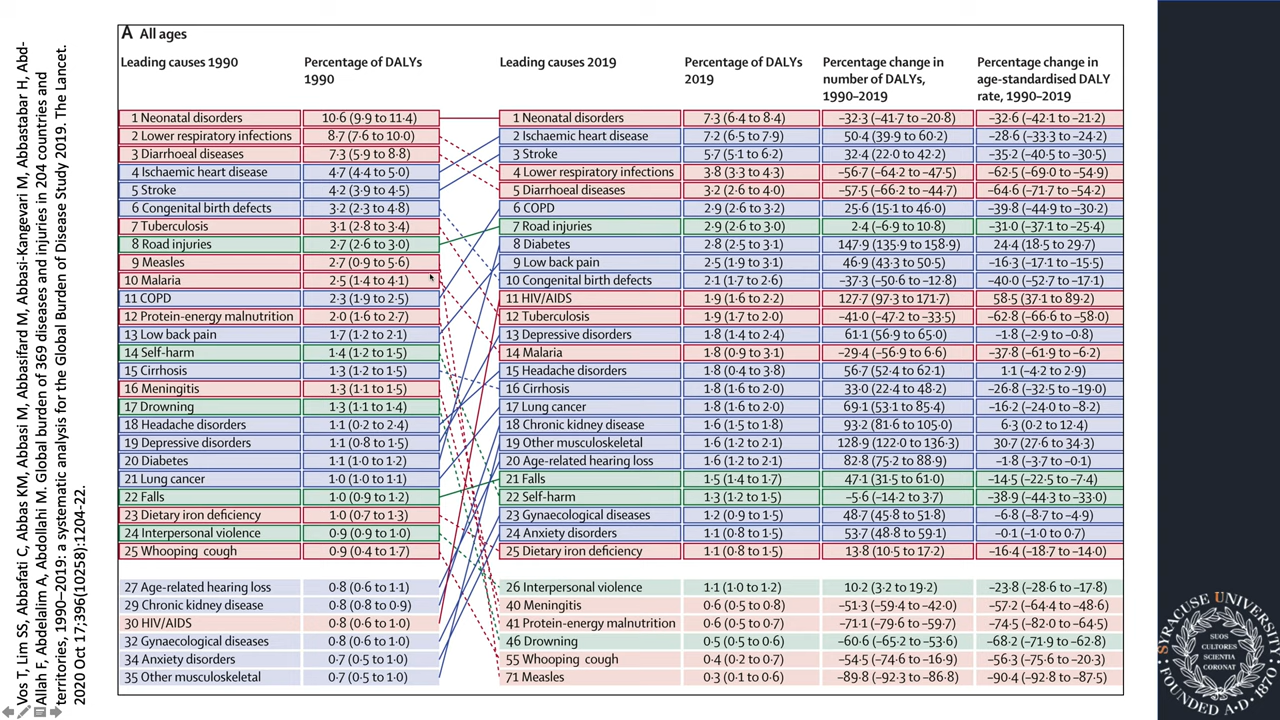 Vos T, Lim SS, Abbafati C, Abbas KM, Abbasi M, Abbasifard M, Abbasi-Kangevari M, Abbastabar H, Abd-
Allah F, Abdelalim A, Abdollahi M. Global burden of 369 diseases and injuries in 204 countries and
territories, 1990–2019: a systematic analysis for the Global Burden of Disease Study 2019. The Lancet.
2020 Oct 17;396(10258):1204-22.
A All ages
Leading causes 1990 Percentage of DALYs 1990 Leading causes 2019 Percentage of DALYs 2019 Percentage change in number of DALYs, 1990–2019 Percentage change in age-standardised DALY rate, 1990–2019
1 Neonatal disorders 10·6 (9·9 to 11·4) 1 Neonatal disorders 7·3 (6·4 to 8·4) −32·3 (−41·7 to −20·8) −32·6 (−42·1 to −21·2)
2 Lower respiratory infections 8·7 (7·6 to 10·0) 2 Ischaemic heart disease 7·2 (6·5 to 7·9) 50·4 (39·9 to 60·2) −28·6 (−33·3 to −24·2)
3 Diarrhoeal diseases 7·3 (5·9 to 8·8) 3 Stroke 5·7 (5·1 to 6·2) 32·4 (22·0 to 42·2) −35·2 (−40·5 to −30·5)
4 Ischaemic heart disease 4·7 (4·4 to 5·0) 4 Lower respiratory infections 3·8 (3·3 to 4·3) −56·7 (−64·2 to −47·5) −62·5 (−69·0 to −54·9)
5 Stroke 4·2 (3·9 to 4·5) 5 Diarrhoeal diseases 3·2 (2·6 to 4·0) −57·5 (−66·2 to −44·7) −64·6 (−71·7 to −54·2)
6 Congenital birth defects 3·2 (2·3 to 4·8) 6 COPD 2·9 (2·6 to 3·2) 25·6 (15·1 to 46·0) −39·8 (−44·9 to −30·2)
7 Tuberculosis 3·1 (2·8 to 3·4) 7 Road injuries 2·9 (2·6 to 3·0) 2·4 (−6·9 to 10·8) −31·0 (−37·1 to −25·4)
8 Road injuries 2·7 (2·6 to 3·0) 8 Diabetes 2·8 (2·5 to 3·1) 147·9 (135·9 to 158·9) 24·4 (18·5 to 29·7)
9 Measles 2·7 (0·9 to 5·6) 9 Low back pain 2·5 (1·9 to 3·1) 46·9 (43·3 to 50·5) −16·3 (−17·1 to −15·5)
10 Malaria 2·5 (1·4 to 4·1) 10 Congenital birth defects 2·1 (1·7 to 2·6) −37·3 (−50·6 to −12·8) −40·0 (−52·7 to −17·1)
11 COPD 2·3 (1·9 to 2·5) 11 HIV/AIDS 1·9 (1·6 to 2·2) 127·7 (97·3 to 171·7) 58·5 (37·1 to 89·2)
12 Protein-energy malnutrition 2·0 (1·6 to 2·7) 12 Tuberculosis 1·9 (1·7 to 2·0) −41·0 (−47·2 to −33·5) −62·8 (−66·6 to −58·0)
13 Low back pain 1·7 (1·2 to 2·1) 13 Depressive disorders 1·8 (1·4 to 2·4) 61·1 (56·9 to 65·0) −1·8 (−2·9 to −0·8)
14 Self-harm 1·4 (1·2 to 1·5) 14 Malaria 1·8 (0·9 to 3·1) −29·4 (−56·9 to 6·6) −37·8 (−61·9 to −6·2)
15 Cirrhosis 1·3 (1·2 to 1·5) 15 Headache disorders 1·8 (0·4 to 3·8) 56·7 (52·4 to 62·1) 1·1 (−4·2 to 2·9)
16 Meningitis 1·3 (1·1 to 1·5) 16 Cirrhosis 1·8 (1·6 to 2·0) 33·0 (22·4 to 48·2) −26·8 (−32·5 to −19·0)
17 Drowning 1·3 (1·1 to 1·4) 17 Lung cancer 1·8 (1·6 to 2·0) 69·1 (53·1 to 85·4) −16·2 (−24·0 to −8·2)
18 Headache disorders 1·1 (0·2 to 2·4) 18 Chronic kidney disease 1·6 (1·5 to 1·8) 93·2 (81·6 to 105·0) 6·3 (0·2 to 12·4)
19 Depressive disorders 1·1 (0·8 to 1·5) 19 Other musculoskeletal 1·6 (1·2 to 2·1) 128·9 (122·0 to 136·3) 30·7 (27·6 to 34·3)
20 Diabetes 1·1 (1·0 to 1·2) 20 Age-related hearing loss 1·6 (1·2 to 2·1) 82·8 (75·2 to 88·9) −1·8 (−3·7 to −0·1)
21 Lung cancer 1·0 (1·0 to 1·1) 21 Falls 1·5 (1·4 to 1·7) 47·1 (31·5 to 61·0) −14·5 (−22·5 to −7·4)
22 Falls 1·0 (0·9 to 1·2) 22 Self-harm 1·3 (1·2 to 1·5) −5·6 (−14·2 to 3·7) −38·9 (−44·3 to −33·0)
23 Dietary iron deficiency 1·0 (0·7 to 1·3) 23 Gynaecological diseases 1·2 (0·9 to 1·5) 48·7 (45·8 to 51·8) −6·8 (−8·7 to −4·9)
24 Interpersonal violence 0·9 (0·9 to 1·0) 24 Anxiety disorders 1·1 (0·8 to 1·5) 53·7 (48·8 to 59·1) −0·1 (−1·0 to 0·7)
25 Whooping cough 0·9 (0·4 to 1·7) 25 Dietary iron deficiency 1·1 (0·8 to 1·5) 13·8 (10·5 to 17·2) −16·4 (−18·7 to −14·0)
27 Age-related hearing loss 0·8 (0·6 to 1·1) 26 Interpersonal violence 1·1 (1·0 to 1·2) 10·2 (3·2 to 19·2) −23·8 (−28·6 to −17·8)
29 Chronic kidney disease 0·8 (0·8 to 0·9) 40 Meningitis 0·6 (0·5 to 0·8) −51·3 (−59·4 to −42·0) −57·2 (−64·4 to −48·6)
30 HIV/AIDS 0·8 (0·6 to 1·0) 41 Protein-energy malnutrition 0·6 (0·5 to 0·7) −71·1 (−79·6 to −59·7) −74·5 (−82·0 to −64·5)
32 Gynaecological diseases 0·8 (0·6 to 1·0) 46 Drowning 0·5 (0·5 to 0·6) −60·6 (−65·2 to −53·6) −68·2 (−71·9 to −62·8)
34 Anxiety disorders 0·7 (0·5 to 1·0) 55 Whooping cough 0·4 (0·2 to 0·7) −54·5 (−74·6 to −16·9) −56·3 (−75·6 to −20·3)
35 Other musculoskeletal 0·7 (0·5 to 1·0) 71 Measles 0·3 (0·1 to 0·6) −89·8 (−92·3 to −86·8) −90·4 (−92·8 to −87·5)
SYRACUSE UNIVERSITY
FOUNDED A·D· 1870
SUOS
CULTORES
SCIENTIA
CORONAT